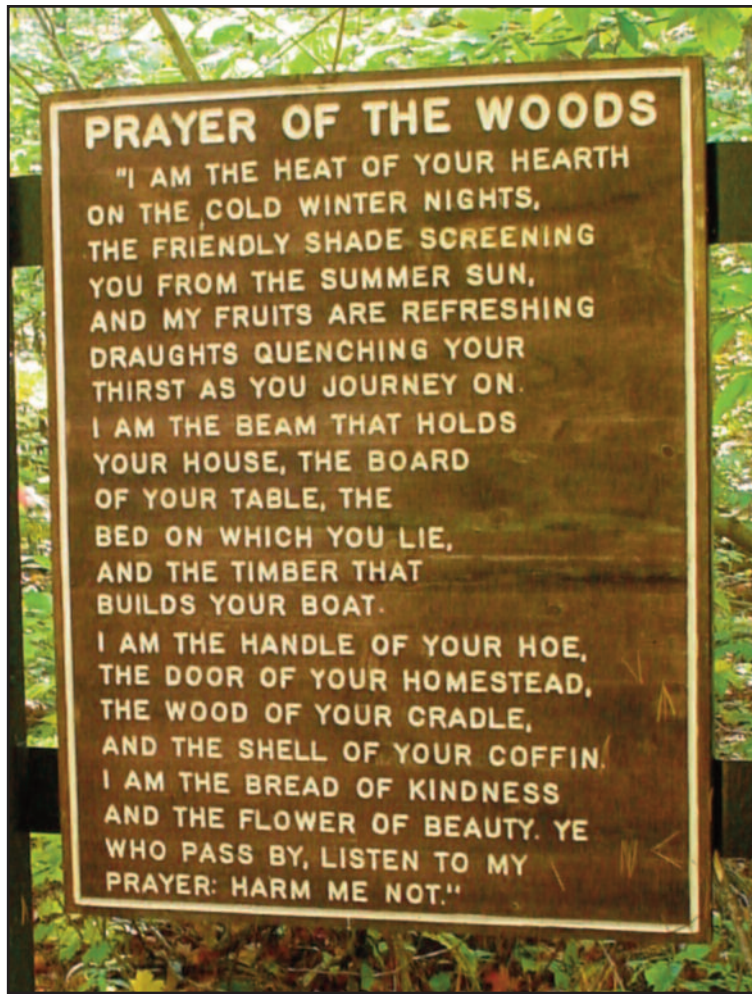 PRAYER OF THE WOODS
"I AM THE HEAT OF YOUR HEARTH
ON THE COLD WINTER NIGHTS,
THE FRIENDLY SHADE SCREENING
YOU FROM THE SUMMER SUN,
AND MY FRUITS ARE REFRESHING
DRAUGHTS QUENCHING YOUR
THIRST AS YOU JOURNEY ON.
I AM THE BEAM THAT HOLDS
YOUR HOUSE, THE BOARD
OF YOUR TABLE, THE
BED ON WHICH YOU LIE,
AND THE TIMBER THAT
BUILDS YOUR BOAT.
I AM THE HANDLE OF YOUR HOE,
THE DOOR OF YOUR HOMESTEAD,
THE WOOD OF YOUR CRADLE,
AND THE SHELL OF YOUR COFFIN.
I AM THE BREAD OF KINDNESS
AND THE FLOWER OF BEAUTY. YE
WHO PASS BY, LISTEN TO MY
PRAYER: HARM ME NOT."